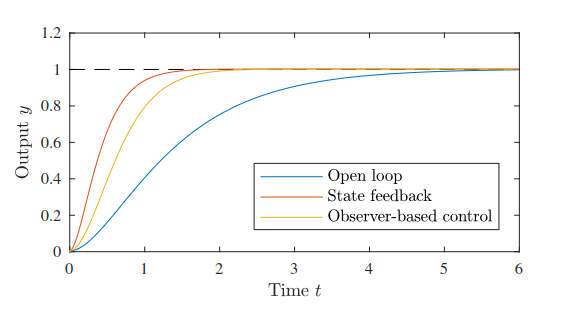 1.2
1
0.8
0.6
0.4
0.2
0
Output y
Open loop
State feedback
Observer-based control
0 1 2 3 4 5 6
Time t